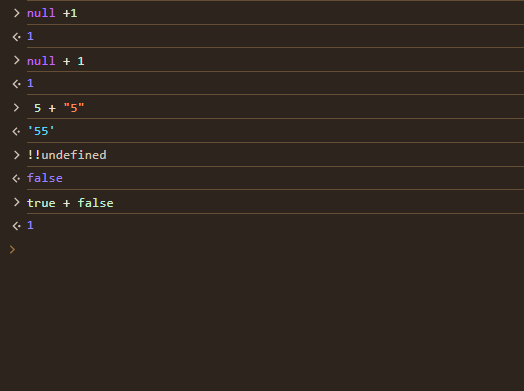 > null +1
<· 1
> null + 1
<· 1
> 5 + "5"
<· '55'
> !!undefined
<· false
> true + false
<· 1
>